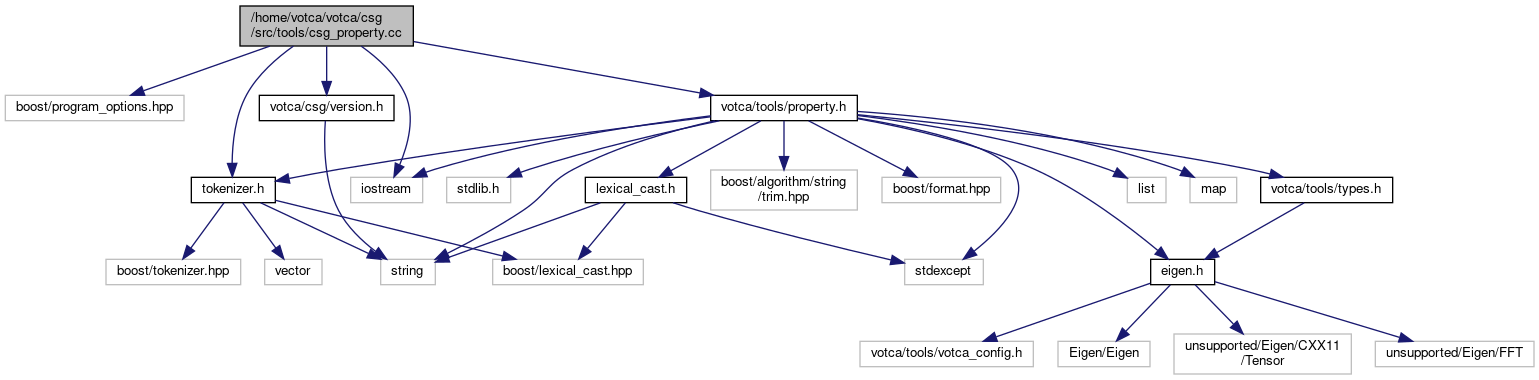 /home/votca/votca/csg
/src/tools/csg_property.cc
boost/program_options.hpp
votca/csg/version.h
votca/tools/property.h
tokenizer.h
iostream
stdlib.h
lexical_cast.h
boost/algorithm/string
/trim.hpp
boost/format.hpp
list
map
votca/tools/types.h
boost/tokenizer.hpp
vector
string
boost/lexical_cast.hpp
stdexcept
eigen.h
votca/tools/votca_config.h
Eigen/Eigen
unsupported/Eigen/CXX11
/Tensor
unsupported/Eigen/FFT